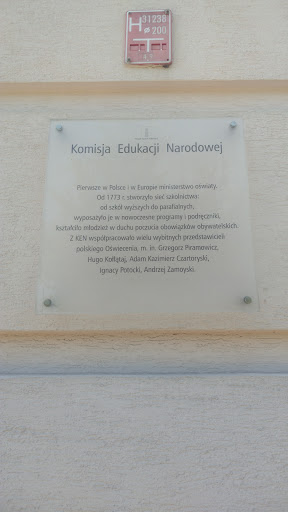 H 31238
ø 200
Komisja Edukacji Narodowej
Pierwsze w Polsce i w Europie ministerstwo oświaty.
Od 1773 r. stworzyło sieć szkolnictwa:
od szkół wyższych do parafialnych,
wyposażyło je w nowoczesne programy i podręczniki,
kształciło młodzież w duchu poczucia obowiązków obywatelskich.
Z KEN współpracowało wielu wybitnych przedstawicieli
polskiego Oświecenia, m. in. Grzegorz Piramowicz,
Hugo Kołłątaj, Adam Kazimierz Czartoryski,
Ignacy Potocki, Andrzej Zamoyski.